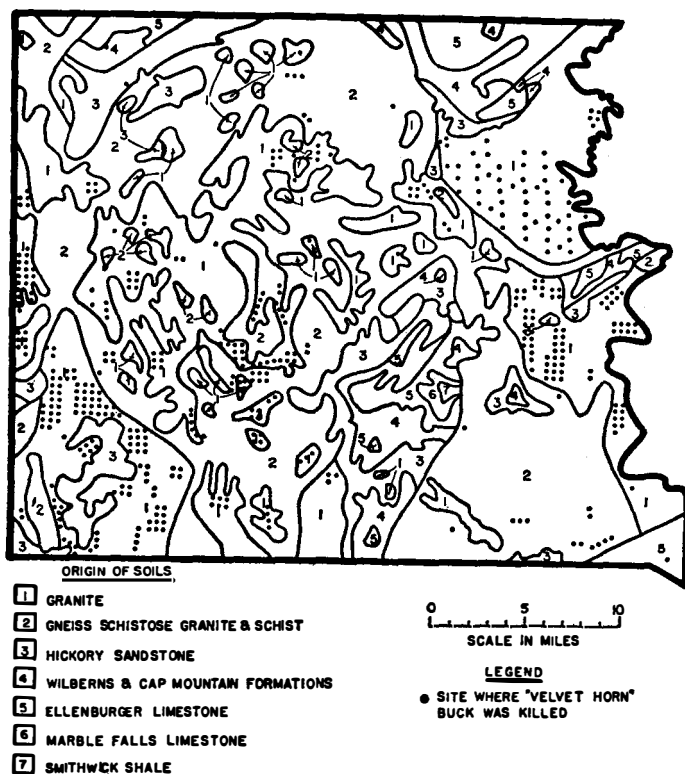 ORIGIN OF SOILS
1 GRANITE
2 GNEISS SCHISTOSE GRANITE & SCHIST
3 HICKORY SANDSTONE
4 WILBERNS & CAP MOUNTAIN FORMATIONS
5 ELLENBURGER LIMESTONE
6 MARBLE FALLS LIMESTONE
7 SMITHWICK SHALE
0 5 10
SCALE IN MILES
LEGEND
● SITE WHERE "VELVET HORN"
BUCK WAS KILLED